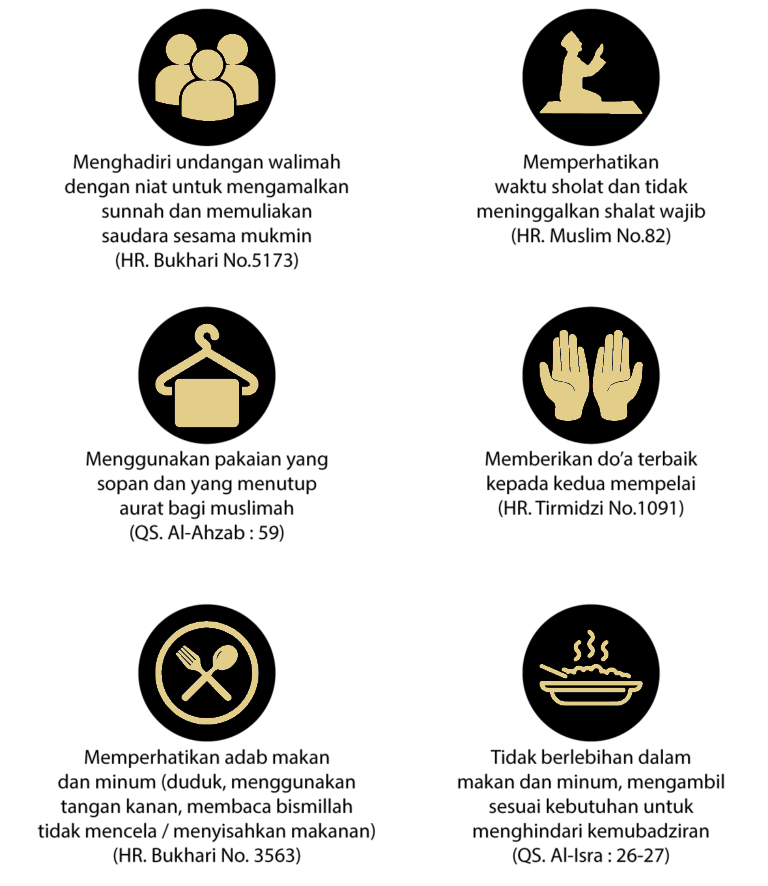 Menghadiri undangan walimah
dengan niat untuk mengamalkan
sunnah dan memuliakan
saudara sesama mukmin
(HR. Bukhari No.5173)
Memperhatikan
waktu sholat dan tidak
meninggalkan shalat wajib
(HR. Muslim No.82)
Menggunakan pakaian yang
sopan dan yang menutup
aurat bagi muslimah
(QS. Al-Ahzab : 59)
Memberikan do’a terbaik
kepada kedua mempelai
(HR. Tirmidzi No.1091)
Memperhatikan adab makan
dan minum (duduk, menggunakan
tangan kanan, membaca bismillah
tidak mencela / menyisahkan makanan)
(HR. Bukhari No. 3563)
Tidak berlebihan dalam
makan dan minum, mengambil
sesuai kebutuhan untuk
menghindari kemubadziran
(QS. Al-Isra : 26-27)